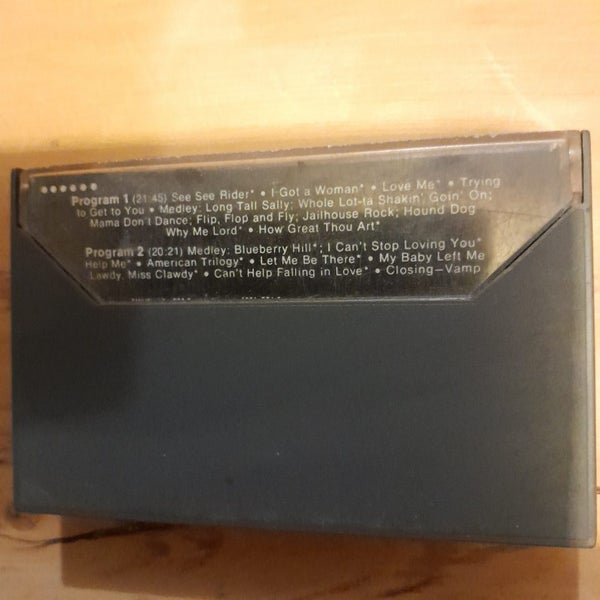 Program 1 (21:45) See See Rider* • I Got a Woman* • Love Me* • Trying
to Get to You • Medley: Long Tall Sally: Whole Lot-ta Shakin' Goin' On;
Mama Don't Dance; Flip, Flop and Fly; Jailhouse Rock; Hound Dog
Why Me Lord* • How Great Thou Art*
Program 2 (20:21) Medley: Blueberry Hill*; I Can't Stop Loving You*
Help Me* • American Trilogy* • Let Me Be There* • My Baby Left Me
Lawdy, Miss Clawdy* • Can't Help Falling in Love* • Closing—Vamp